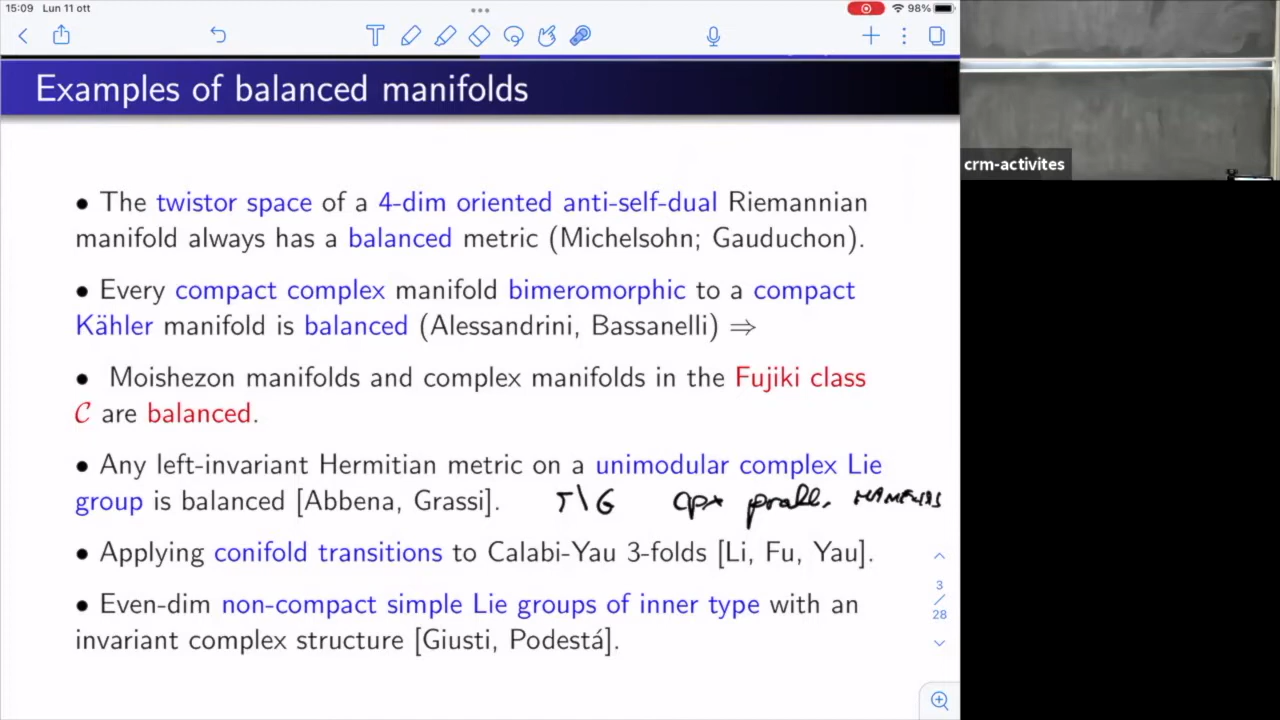 15:09 Lun 11 ott
98%
Examples of balanced manifolds
• The twistor space of a 4-dim oriented anti-self-dual Riemannian
manifold always has a balanced metric (Michelsohn; Gauduchon).
• Every compact complex manifold bimeromorphic to a compact
Kähler manifold is balanced (Alessandrini, Bassanelli) ⇒
• Moishezon manifolds and complex manifolds in the Fujiki class
𝒞 are balanced.
• Any left-invariant Hermitian metric on a unimodular complex Lie
group is balanced [Abbena, Grassi]. Γ\G cpx parall.
• Applying conifold transitions to Calabi-Yau 3-folds [Li, Fu, Yau].
• Even-dim non-compact simple Lie groups of inner type with an
invariant complex structure [Giusti, Podestá].
3
/
28
crm-activites